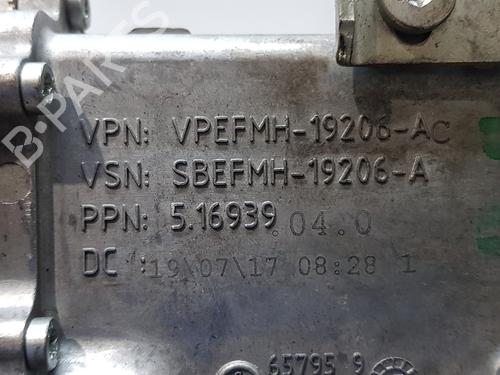 VPN: VPEFMH-19206-AC
VSN: SBEFMH-19206-A
PPN: 5.16939.04.0
DC :19\07\17 08:28 1
65795 9
B-PARTS